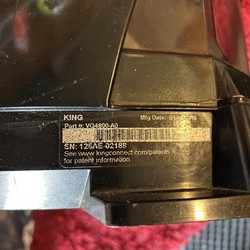 KING
Part #: VQ4800-A0
Mfg Date:
SN: 125AE-02188
See www.kingconnect.com/patents
for patent information